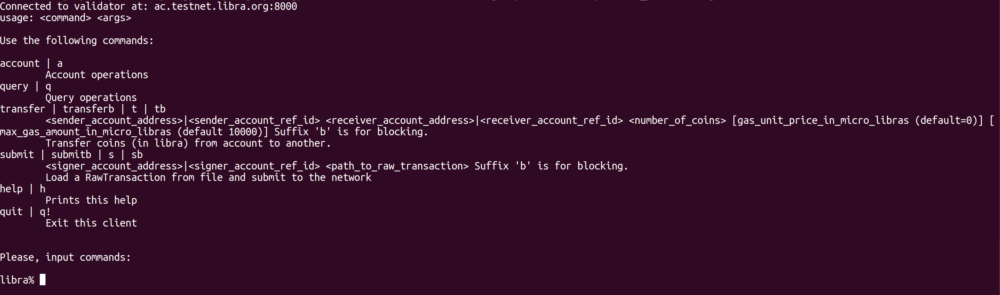 Connected to validator at: ac.testnet.libra.org:8000
usage: <command> <args>
Use the following commands:
account | a
Account operations
query | q
Query operations
transfer | transferb | t | tb
<sender_account_address>|<sender_account_ref_id> <receiver_account_address>|<receiver_account_ref_id> <number_of_coins> [gas_unit_price_in_micro_libras (default=0)] [
max_gas_amount_in_micro_libras (default 10000)] Suffix 'b' is for blocking.
Transfer coins (in libra) from account to another.
submit | submitb | s | sb
<signer_account_address>|<signer_account_ref_id> <path_to_raw_transaction> Suffix 'b' is for blocking.
Load a RawTransaction from file and submit to the network
help | h
Prints this help
quit | q!
Exit this client
Please, input commands:
libra%